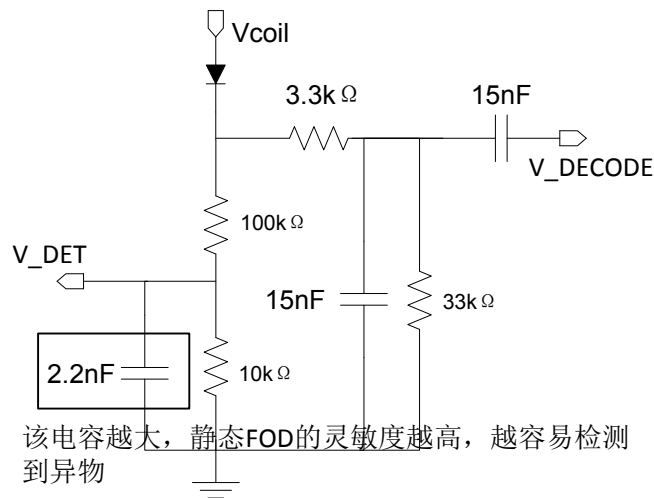 Vcoil
3.3kΩ
15nF
V_DECODE
100kΩ
V_DET
15nF
33kΩ
2.2nF
10kΩ
该电容越大，静态FOD的灵敏度越高，越容易检测
到异物